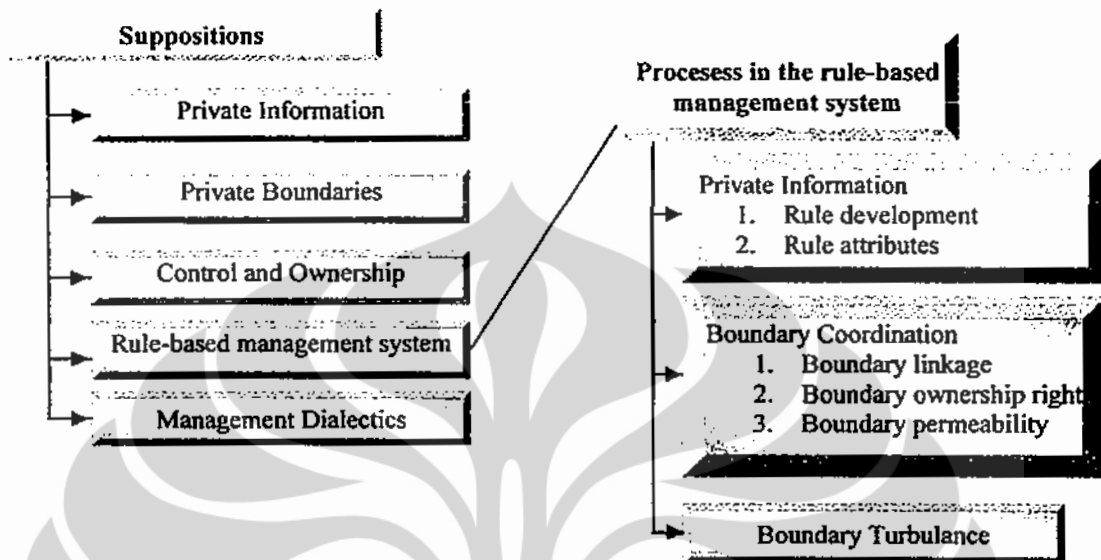 Suppositions
Private Information
Private Boundaries
Control and Ownership
Rule-based management system
Management Dialectics
Procesess in the rule-based
management system
Private Information
1. Rule development
2. Rule attributes
Boundary Coordination
1. Boundary linkage
2. Boundary ownership right
3. Boundary permeability
Boundary Turbulance